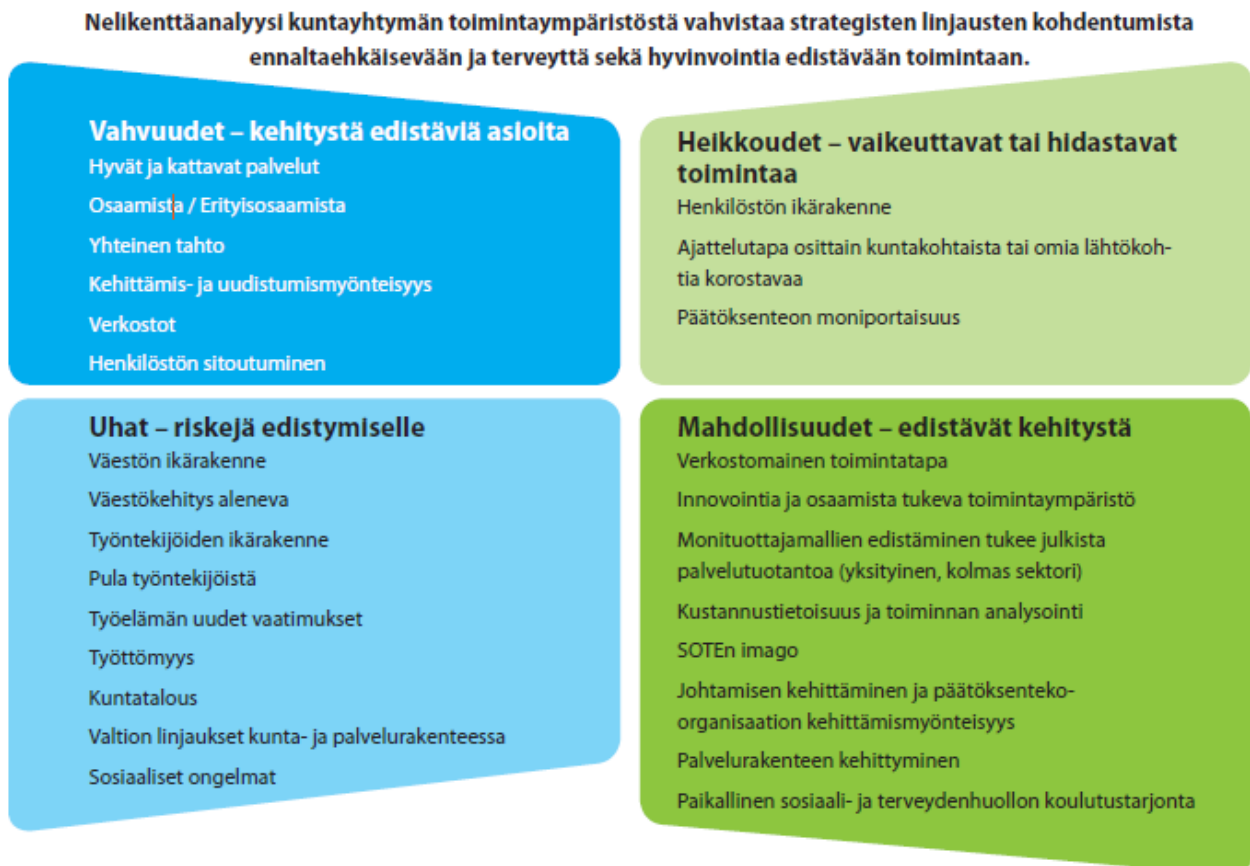 Nelikenttäanalyysi kuntayhtymän toimintaympäristöstä vahvistaa strategisten linjausten kohdentumista
ennaltaehkäisevään ja terveyttä sekä hyvinvointia edistävään toimintaan.
Vahvuudet – kehitystä edistäviä asioita
Hyvät ja kattavat palvelut
Osaamista / Erityisosaamista
Yhteinen tahto
Kehittämis- ja uudistumismyönteisyys
Verkostot
Henkilöstön sitoutuminen
Heikkoudet – vaikeuttavat tai hidastavat
toimintaa
Henkilöstön ikärakenne
Ajattelutapa osittain kuntakohtaista tai omia lähtökoh-
tia korostavaa
Päätöksenteon moniportaisuus
Uhat – riskejä edistymiselle
Väestön ikärakenne
Väestökehitys aleneva
Työntekijöiden ikärakenne
Pula työntekijöistä
Työelämän uudet vaatimukset
Työttömyys
Kuntatalous
Valtion linjaukset kunta- ja palvelurakenteessa
Sosiaaliset ongelmat
Mahdollisuudet – edistävät kehitystä
Verkostomainen toimintatapa
Innovointia ja osaamista tukeva toimintaympäristö
Monituottajamallien edistäminen tukee julkista
palvelutuotantoa (yksityinen, kolmas sektori)
Kustannustietoisuus ja toiminnan analysointi
SOTEn imago
Johtamisen kehittäminen ja päätöksenteko-
organisaation kehittämismyönteisyys
Palvelurakenteen kehittyminen
Paikallinen sosiaali- ja terveydenhuollon koulutustarjonta